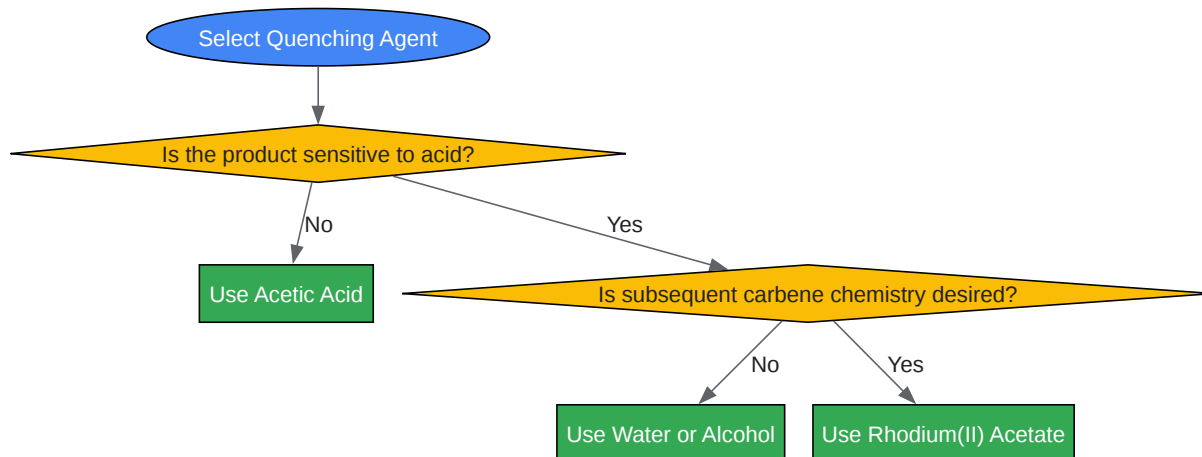 Select Quenching Agent
Is the product sensitive to acid?
No
Yes
Use Acetic Acid
Is subsequent carbene chemistry desired?
No
Yes
Use Water or Alcohol
Use Rhodium(II) Acetate